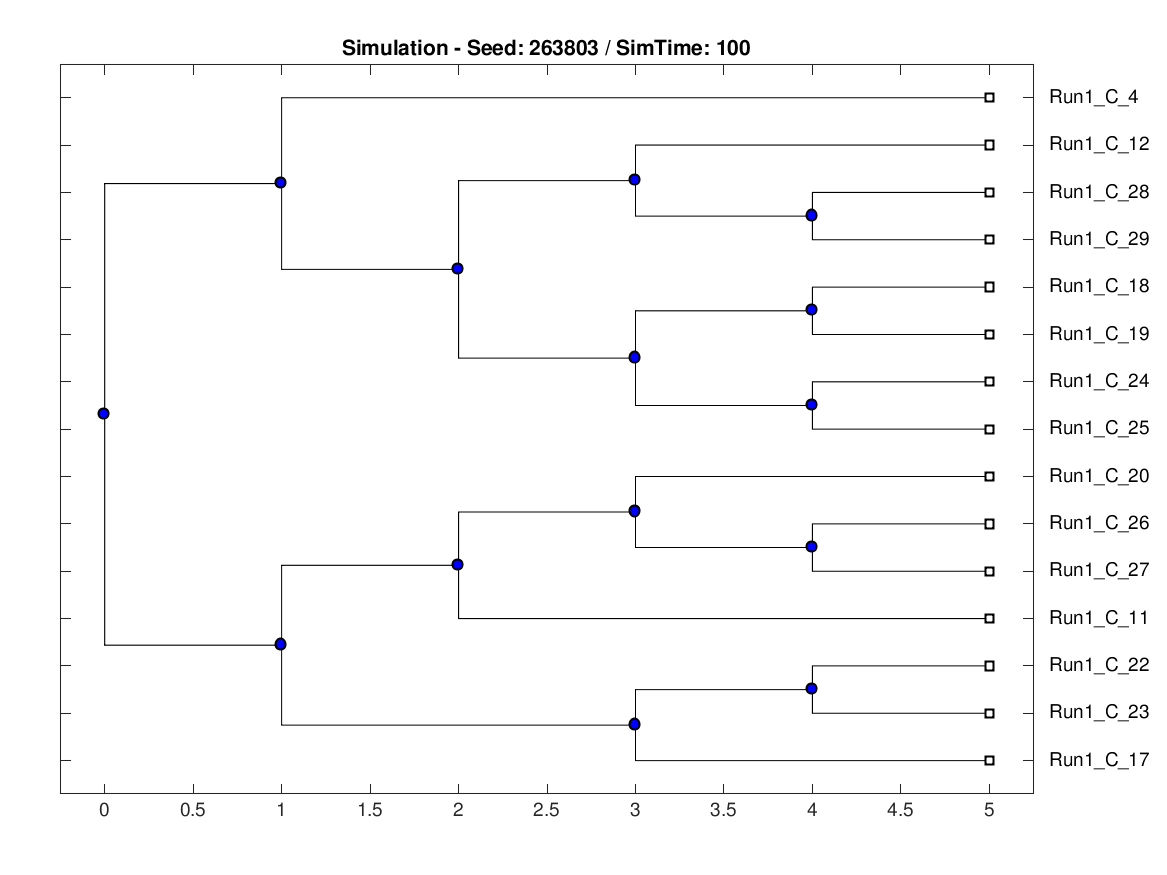 Simulation - Seed: 263803 / SimTime: 100
Run1_C_4
Run1_C_12
Run1_C_28
Run1_C_29
Run1_C_18
Run1_C_19
Run1_C_24
Run1_C_25
Run1_C_20
Run1_C_26
Run1_C_27
Run1_C_11
Run1_C_22
Run1_C_23
Run1_C_17
0 0.5 1 1.5 2 2.5 3 3.5 4 4.5 5